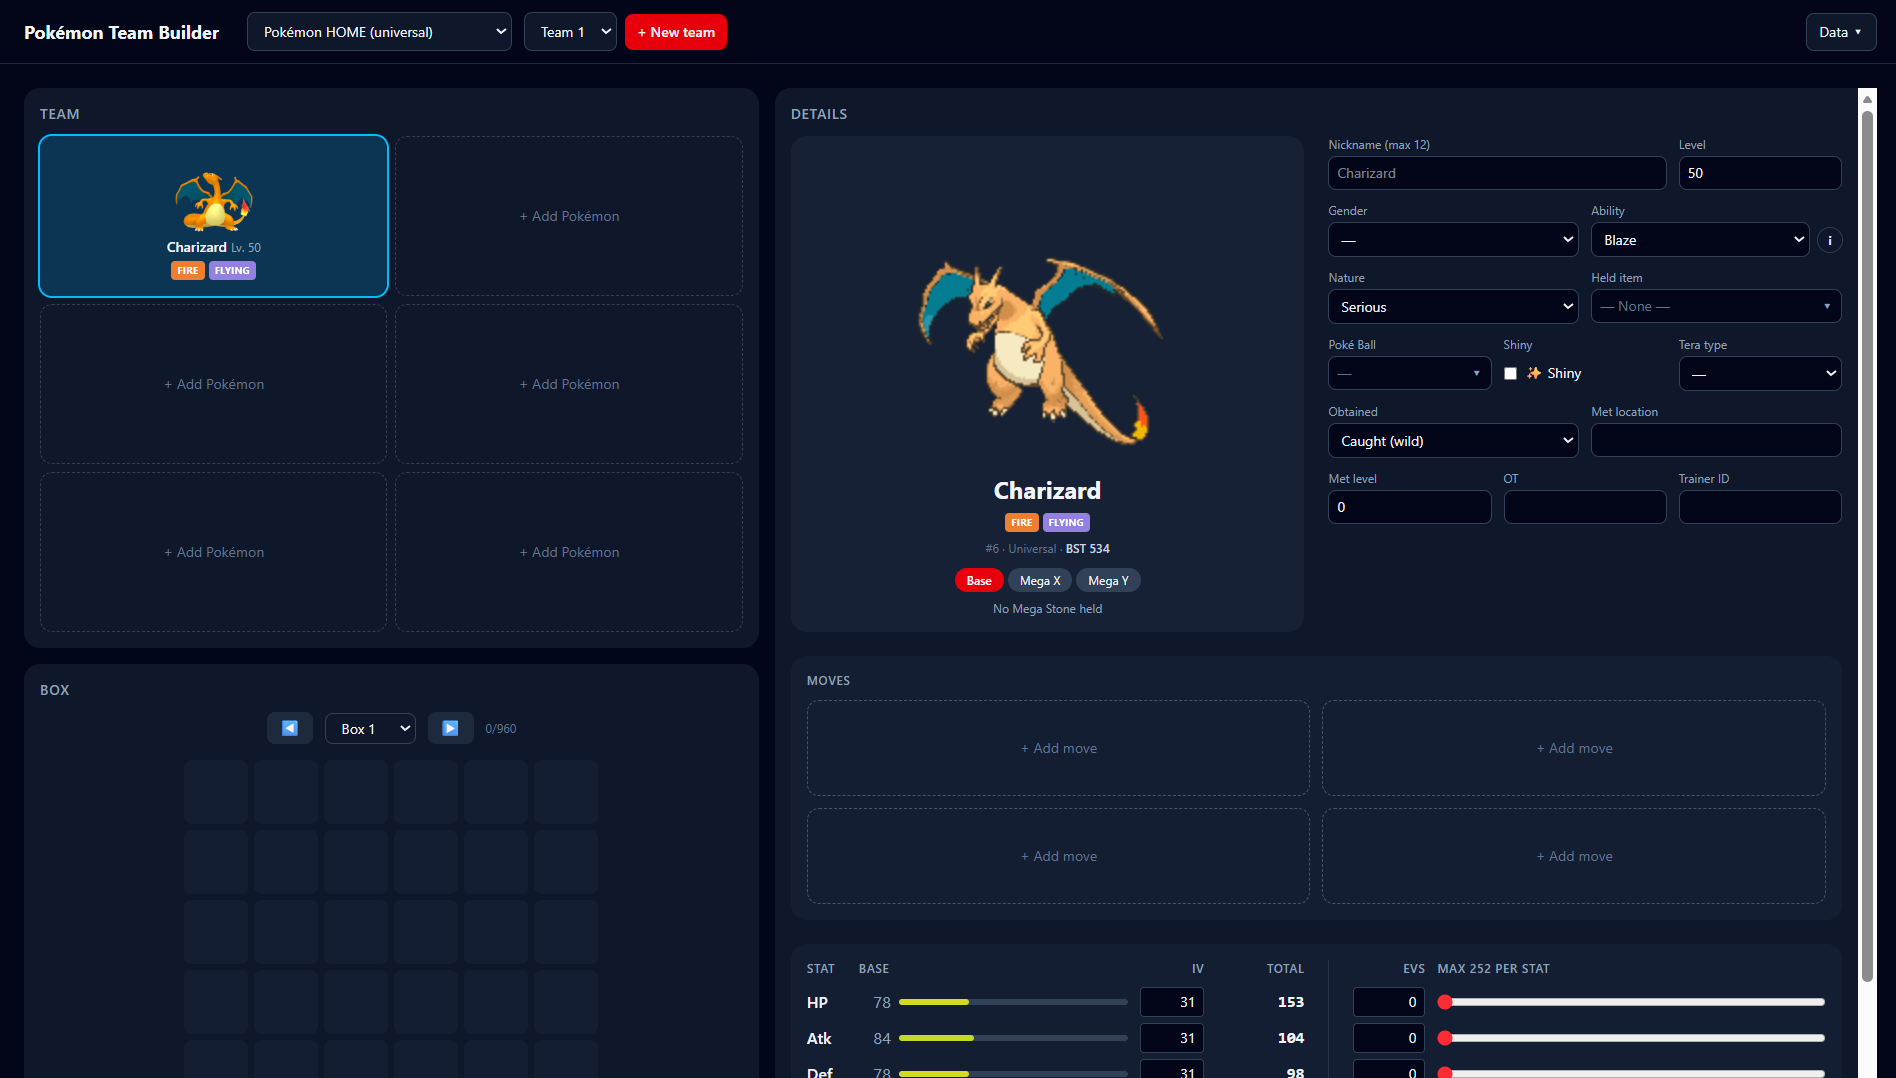 Pokémon Team Builder
Pokémon HOME (universal)
Team 1
+ New team
Data ▼
TEAM
Charizard Lv. 50
FIRE FLYING
+ Add Pokémon
+ Add Pokémon
+ Add Pokémon
+ Add Pokémon
+ Add Pokémon
BOX
Box 1
0/960
DETAILS
Charizard
FIRE FLYING
#6 · Universal · BST 534
Base Mega X Mega Y
No Mega Stone held
Nickname (max 12)
Charizard
Level
50
Gender
—
Ability
Blaze
i
Nature
Serious
Held item
— None —
Poké Ball
—
Shiny
✨ Shiny
Tera type
—
Obtained
Caught (wild)
Met location
Met level
0
OT
Trainer ID
MOVES
+ Add move
+ Add move
+ Add move
+ Add move
STAT BASE IV TOTAL EVS MAX 252 PER STAT
HP 78 31 153 0
Atk 84 31 104 0
Def 78 31 98 0